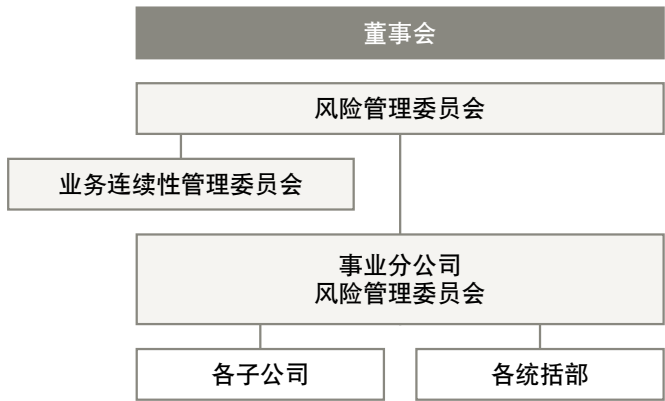 董事会
风险管理委员会
业务连续性管理委员会
事业分公司
风险管理委员会
各子公司
各统括部